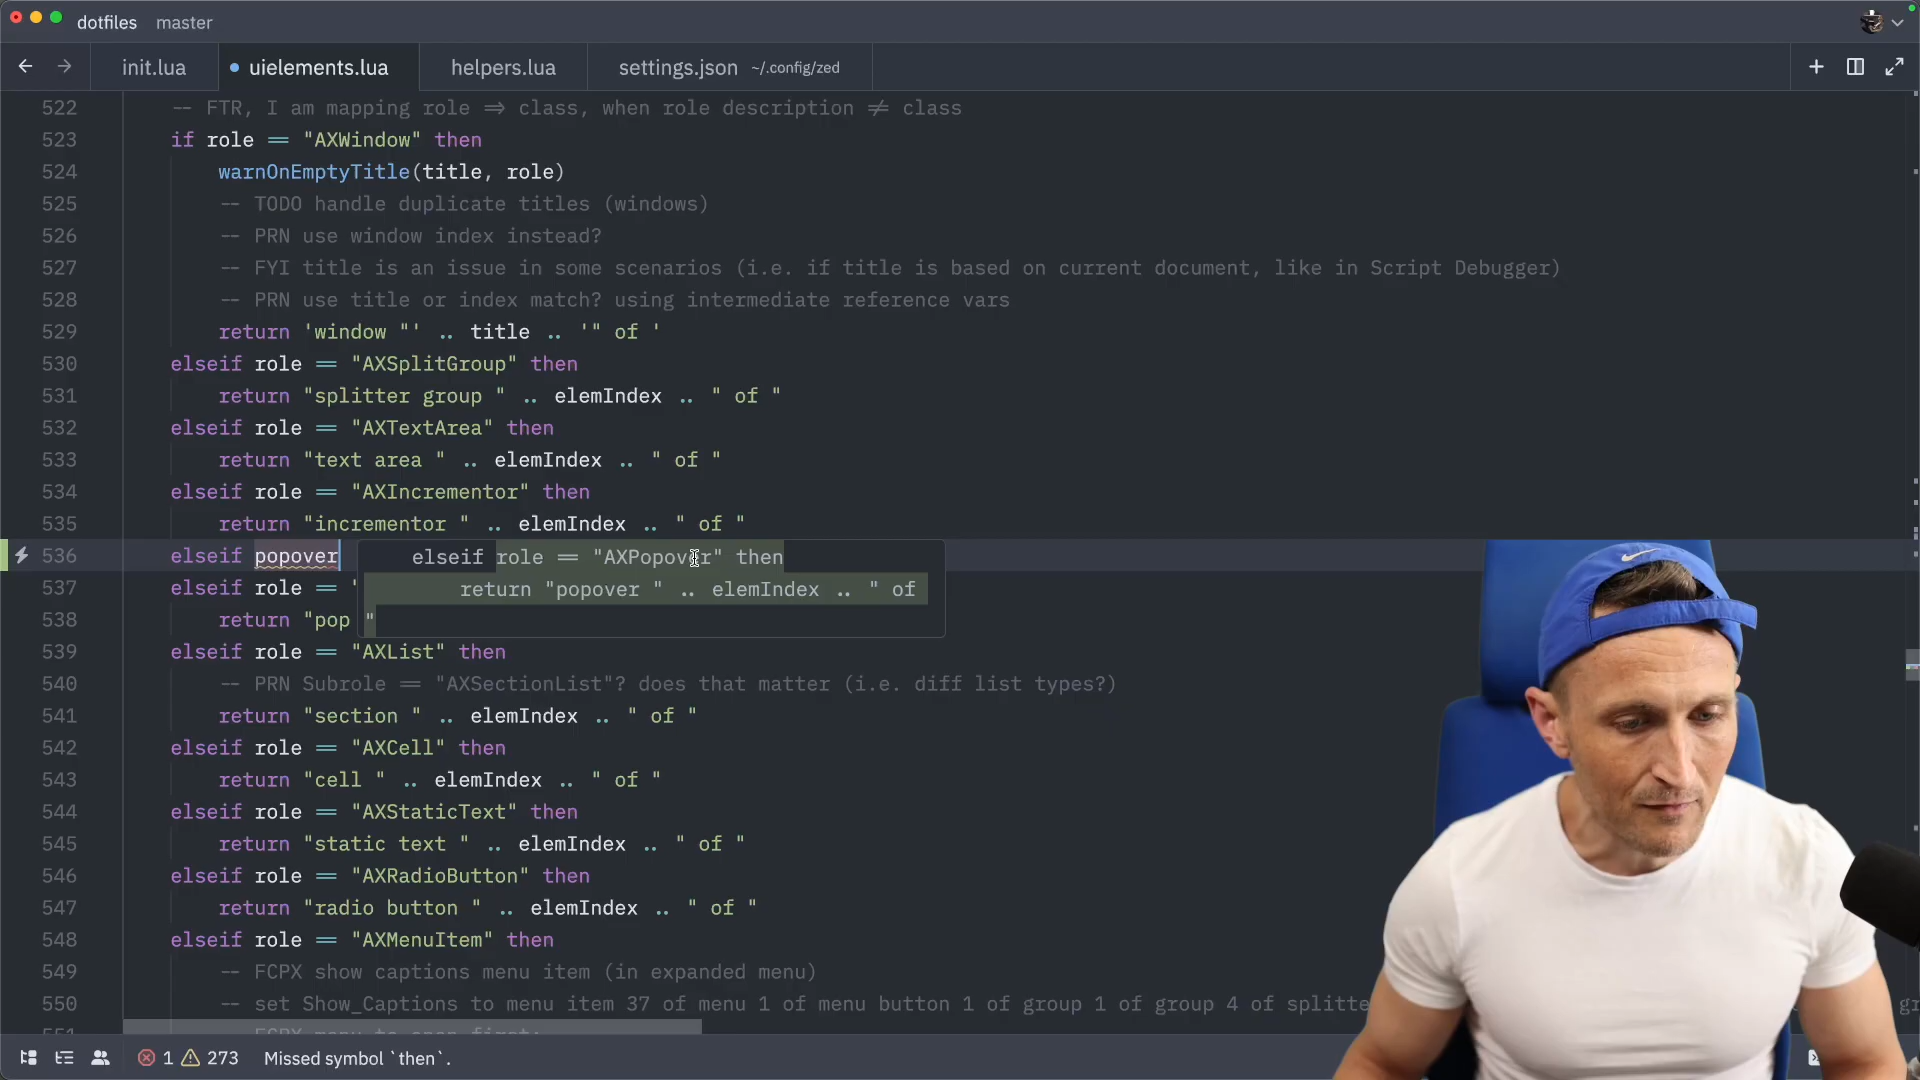 dotfiles master
init.lua uielements.lua helpers.lua settings.json ~/.config/zed
522 -- FTR, I am mapping role => class, when role description ≠ class
523 if role == "AXWindow" then
524 warnOnEmptyTitle(title, role)
525 -- TODO handle duplicate titles (windows)
526 -- PRN use window index instead?
527 -- FYI title is an issue in some scenarios (i.e. if title is based on current document, like in Script Debugger)
528 -- PRN use title or index match? using intermediate reference vars
529 return 'window "' .. title .. '" of '
530 elseif role == "AXSplitGroup" then
531 return "splitter group " .. elemIndex .. " of "
532 elseif role == "AXTextArea" then
533 return "text area " .. elemIndex .. " of "
534 elseif role == "AXIncrementor" then
535 return "incrementor " .. elemIndex .. " of "
536 elseif popover elseif role == "AXPopover" then
return "popover " .. elemIndex .. " of
537 elseif role == '
538 return "pop "
539 elseif role == "AXList" then
540 -- PRN Subrole == "AXSectionList"? does that matter (i.e. diff list types?)
541 return "section " .. elemIndex .. " of "
542 elseif role == "AXCell" then
543 return "cell " .. elemIndex .. " of "
544 elseif role == "AXStaticText" then
545 return "static text " .. elemIndex .. " of "
546 elseif role == "AXRadioButton" then
547 return "radio button " .. elemIndex .. " of "
548 elseif role == "AXMenuItem" then
549 -- FCPX show captions menu item (in expanded menu)
550 -- set Show_Captions to menu item 37 of menu 1 of menu button 1 of group 1 of group 4 of splitte
1 273 Missed symbol `then`.